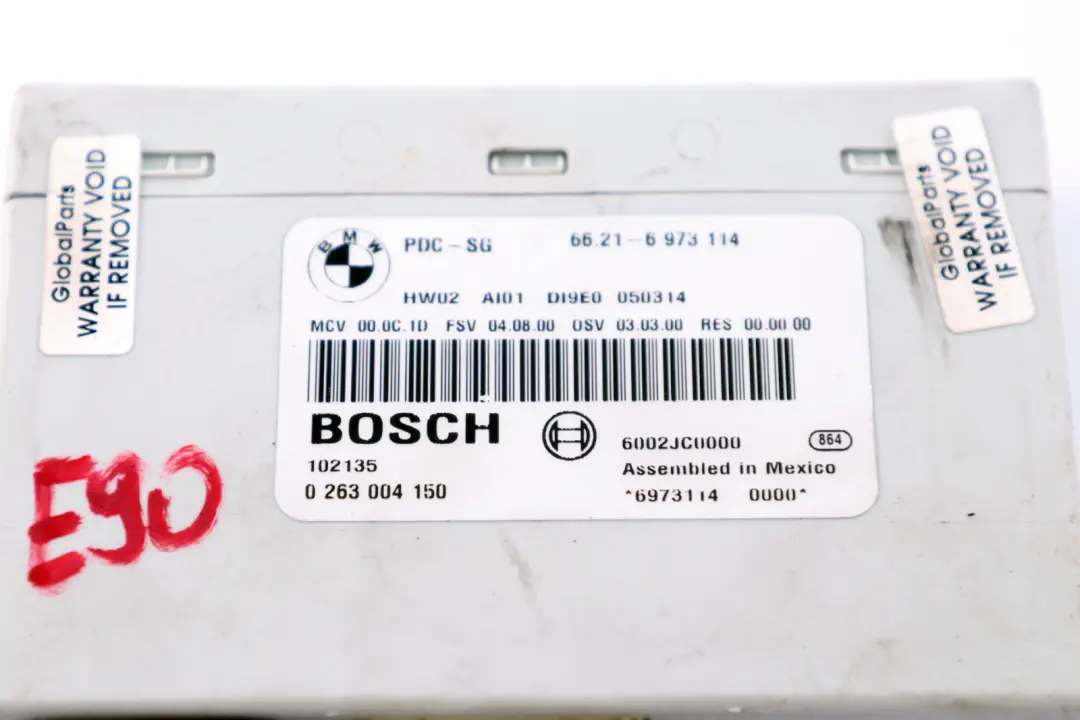 GlobalParts
WARRANTY VOID
IF REMOVED
BMW
PDC - SG 66.21 - 6 973 114
HW02 AI01 DI9E0 050314
MCV 00.0C.1D FSV 04.08.00 OSV 03.03.00 RES 00.00 00
BOSCH
102135
0 263 004 150
6002JC0000 864
Assembled in Mexico
*6973114 0000*
GlobalParts
WARRANTY VOID
IF REMOVED
E90